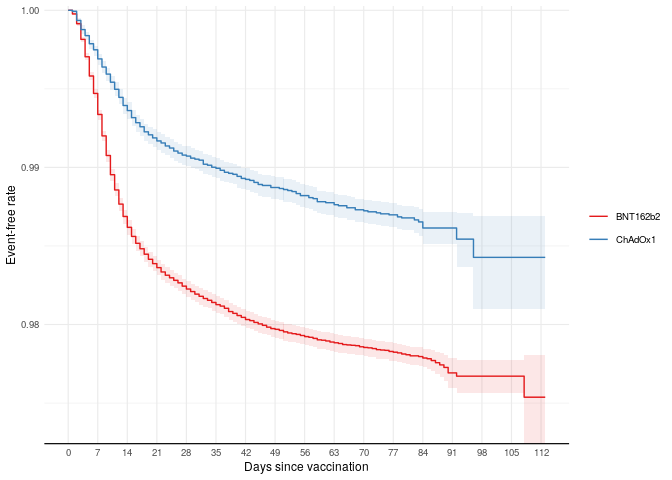 1.00
0.99
0.98
Event-free rate
0 7 14 21 28 35 42 49 56 63 70 77 84 91 98 105 112
Days since vaccination
BNT162b2
ChAdOx1